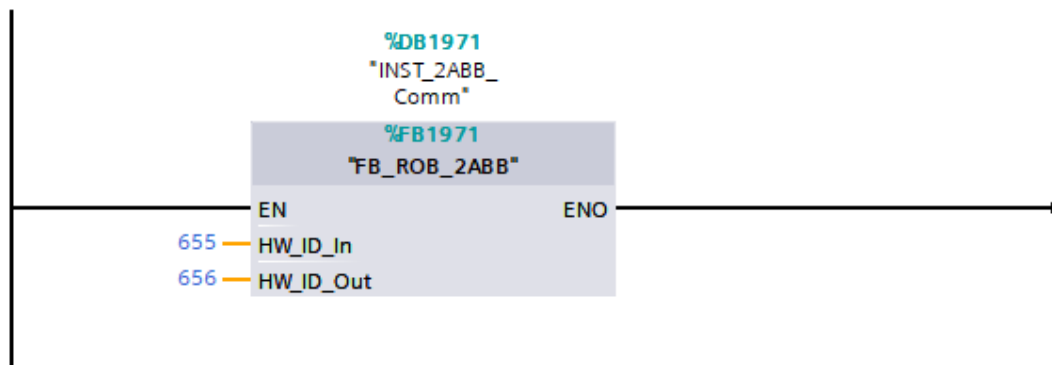 %DB1971
"INST_2ABB_
Comm"
%FB1971
"FB_ROB_2ABB"
EN ENO
655 HW_ID_In
656 HW_ID_Out